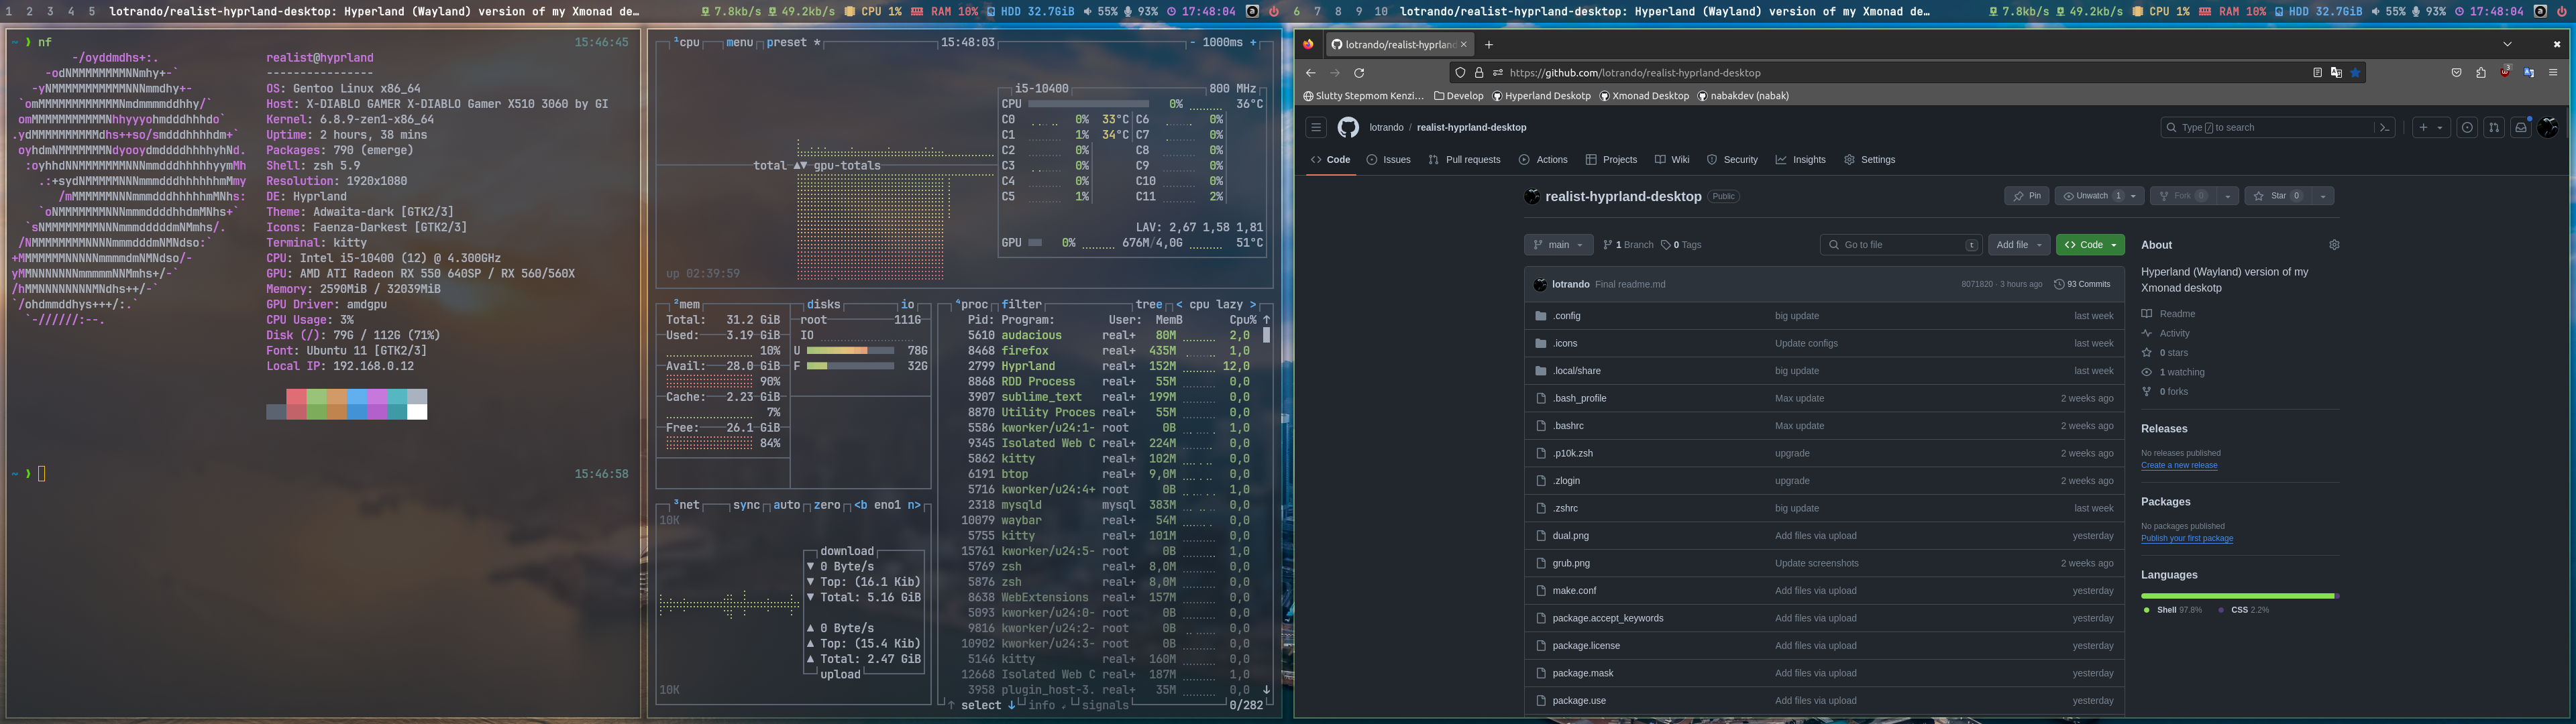 1 2 3 4 5 lotrando/realist-hyprland-desktop: Hyperland (Wayland) version of my Xmonad de… 7.8kb/s 49.2kb/s CPU 1% RAM 10% HDD 32.7GiB 55% 93% 17:48:04
6 7 8 9 10 lotrando/realist-hyprland-desktop: Hyperland (Wayland) version of my Xmonad de… 7.8kb/s 49.2kb/s CPU 1% RAM 10% HDD 32.7GiB 55% 93% 17:48:04
~ ❯ nf 15:46:45
-/oyddmdhs+:.
-odNMMMMMMMMNNmhy+-`
-yNMMMMMMMMMMMNNNmmdhy+-
`omMMMMMMMMMMMMNmdmmmmddhhy/`
omMMMMMMMMMMMNhhyyyohmdddhhhdo`
.ydMMMMMMMMMMdhs++so/smdddhhhhdm+`
oyhdmNMMMMMMMNdyooydmddddhhhhyhNd.
:oyhhdNNMMMMMMMNNNmmdddhhhhhyymMh
.:+sydNMMMMMNNNmmmdddhhhhhhmMmy
/mMMMMMMNNNmmmdddhhhhhmMNhs:
`oNMMMMMMMNNNmmmddddhhdmMNhs+`
`sNMMMMMMMMNNNmmmdddddmNMmhs/.
/NMMMMMMMMNNNNmmmdddmNMNdso:`
+MMMMMMMNNNNNmmmmdmNMNdso/-
yMMNNNNNNNmmmmmNNMmhs+/-`
/hMMNNNNNNNNMNdhs++/-`
`/ohdmmddhys+++/:.`
`-//////:--.
realist@hyprland
----------------
OS: Gentoo Linux x86_64
Host: X-DIABLO GAMER X-DIABLO Gamer X510 3060 by GI
Kernel: 6.8.9-zen1-x86_64
Uptime: 2 hours, 38 mins
Packages: 790 (emerge)
Shell: zsh 5.9
Resolution: 1920x1080
DE: Hyprland
Theme: Adwaita-dark [GTK2/3]
Icons: Faenza-Darkest [GTK2/3]
Terminal: kitty
CPU: Intel i5-10400 (12) @ 4.300GHz
GPU: AMD ATI Radeon RX 550 640SP / RX 560/560X
Memory: 2590MiB / 32039MiB
GPU Driver: amdgpu
CPU Usage: 3%
Disk (/): 79G / 112G (71%)
Font: Ubuntu 11 [GTK2/3]
Local IP: 192.168.0.12
~ ❯ 15:46:58
¹cpu menu preset * 15:48:03 - 1000ms +
i5-10400 800 MHz
CPU 0% 36°C
C0 0% 33°C C6 0%
C1 1% 34°C C7 0%
C2 0% C8 0%
C3 0% C9 0%
C4 0% C10 0%
C5 1% C11 2%
LAV: 2,67 1,58 1,81
GPU 0% 676M/4,0G 51°C
total ▲▼ gpu-totals
up 02:39:59
²mem disks io
Total: 31.2 GiB
Used: 3.19 GiB
10%
Avail: 28.0 GiB
90%
Cache: 2.23 GiB
7%
Free: 26.1 GiB
84%
root 111G
IO
U 78G
F 32G
³net sync auto zero <b eno1 n>
10K
download
▼ 0 Byte/s
▼ Top: (16.1 Kib)
▼ Total: 5.16 GiB
▲ 0 Byte/s
▲ Top: (15.4 Kib)
▲ Total: 2.47 GiB
upload
10K
⁴proc filter tree < cpu lazy >
Pid: Program: User: MemB Cpu% ↑
5610 audacious real+ 80M 2,0
8468 firefox real+ 435M 1,0
2799 Hyprland real+ 152M 12,0
8868 RDD Process real+ 55M 0,0
3907 sublime_text real+ 199M 0,0
8870 Utility Proces real+ 55M 0,0
5586 kworker/u24:1- root 0B 1,0
9345 Isolated Web C real+ 224M 0,0
5862 kitty real+ 102M 0,0
6191 btop real+ 9,0M 0,0
5716 kworker/u24:4+ root 0B 1,0
2318 mysqld mysql 383M 0,0
10079 waybar real+ 54M 0,0
5755 kitty real+ 101M 0,0
15761 kworker/u24:5- root 0B 1,0
5769 zsh real+ 8,0M 0,0
5876 zsh real+ 8,0M 0,0
8638 WebExtensions real+ 157M 0,0
5093 kworker/u24:0- root 0B 0,0
9816 kworker/u24:2- root 0B 0,0
10902 kworker/u24:3- root 0B 0,0
5146 kitty real+ 160M 0,0
12668 Isolated Web C real+ 187M 1,0
3958 plugin_host-3. real+ 35M 0,0 ↓
↑ select ↓ info signals 0/282
lotrando/realist-hyprland
https://github.com/lotrando/realist-hyprland-desktop 3
Slutty Stepmom Kenzi… Develop Hyperland Deskotp Xmonad Desktop nabakdev (nabak)
lotrando / realist-hyprland-desktop Type / to search
Code Issues Pull requests Actions Projects Wiki Security Insights Settings
realist-hyprland-desktop Public Pin Unwatch 1 Fork 0 Star 0
main 1 Branch 0 Tags Go to file t Add file Code
lotrando Final readme.md 8071820 · 3 hours ago 93 Commits
.config big update last week
.icons Update configs last week
.local/share big update last week
.bash_profile Max update 2 weeks ago
.bashrc Max update 2 weeks ago
.p10k.zsh upgrade 2 weeks ago
.zlogin upgrade 2 weeks ago
.zshrc big update last week
dual.png Add files via upload yesterday
grub.png Update screenshots 2 weeks ago
make.conf Add files via upload yesterday
package.accept_keywords Add files via upload yesterday
package.license Add files via upload yesterday
package.mask Add files via upload yesterday
package.use Add files via upload yesterday
About
Hyperland (Wayland) version of my
Xmonad deskotp
Readme
Activity
0 stars
1 watching
0 forks
Releases
No releases published
Create a new release
Packages
No packages published
Publish your first package
Languages
Shell 97.8% CSS 2.2%